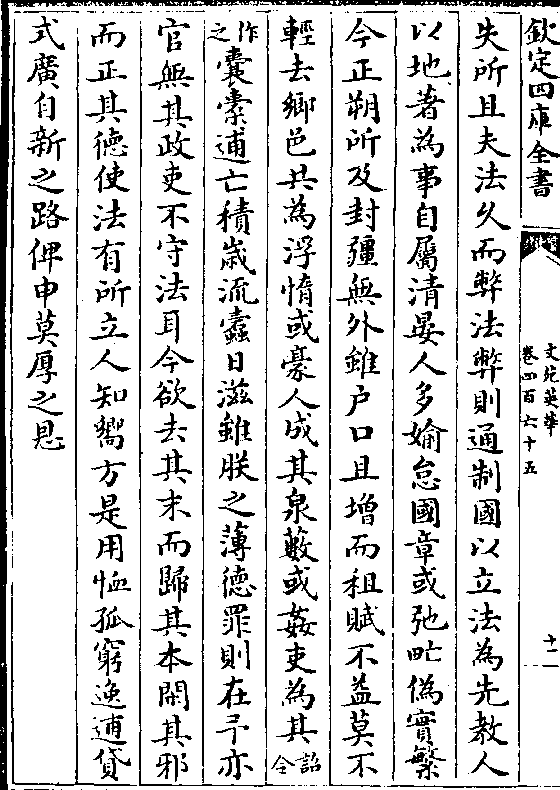 欽定四庫全書
文苑英華
卷四百六十五
十一
失所且夫法久而弊法弊則通制國以立法為先教人
以地著為事自屬清晏人多媮怠國章或弛甿偽實繁
今正朔所及封疆無外雖户口且增而租賦不益莫不
輕去鄉邑共為浮惰或豪人成其泉藪或姦吏為其詔令
作之囊槖逋亡積歲流蠹日滋雖朕之薄德罪則在予亦
官無其政吏不守法耳今欲去其末而歸其本閑其邪
而正其德使法有所立人知嚮方是用恤孤窮逸逋貸
式廣自新之路俾申莫厚之恩